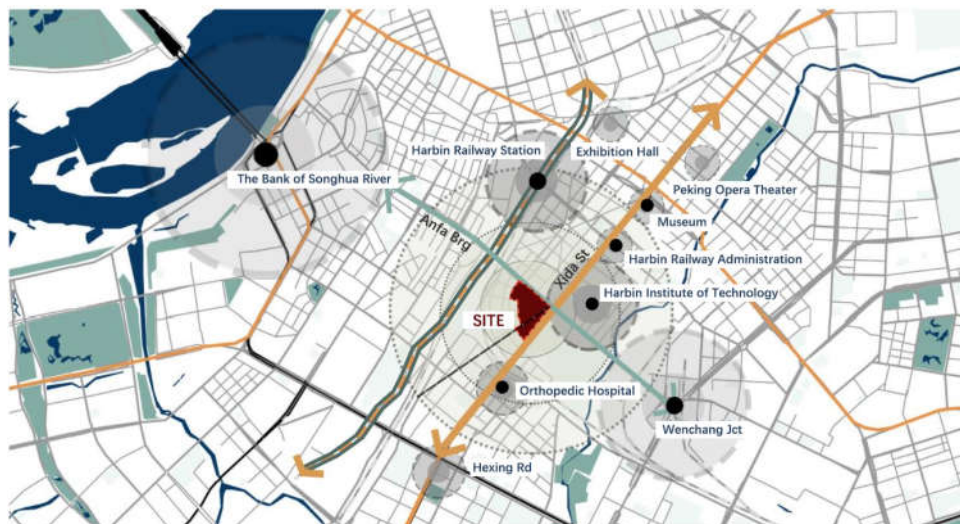 Harbin Railway Station
Exhibition Hall
The Bank of Songhua River
Peking Opera Theater
Museum
Anfa Brg
Xida St
Harbin Railway Administration
Harbin Institute of Technology
SITE
Orthopedic Hospital
Wenchang Jct
Hexing Rd